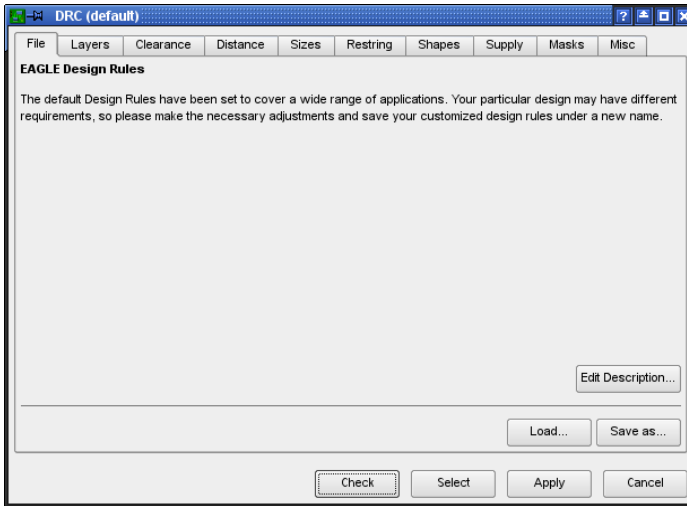 DRC (default)
File Layers Clearance Distance Sizes Restring Shapes Supply Masks Misc
EAGLE Design Rules
The default Design Rules have been set to cover a wide range of applications. Your particular design may have different
requirements, so please make the necessary adjustments and save your customized design rules under a new name.
Edit Description...
Load... Save as...
Check Select Apply Cancel